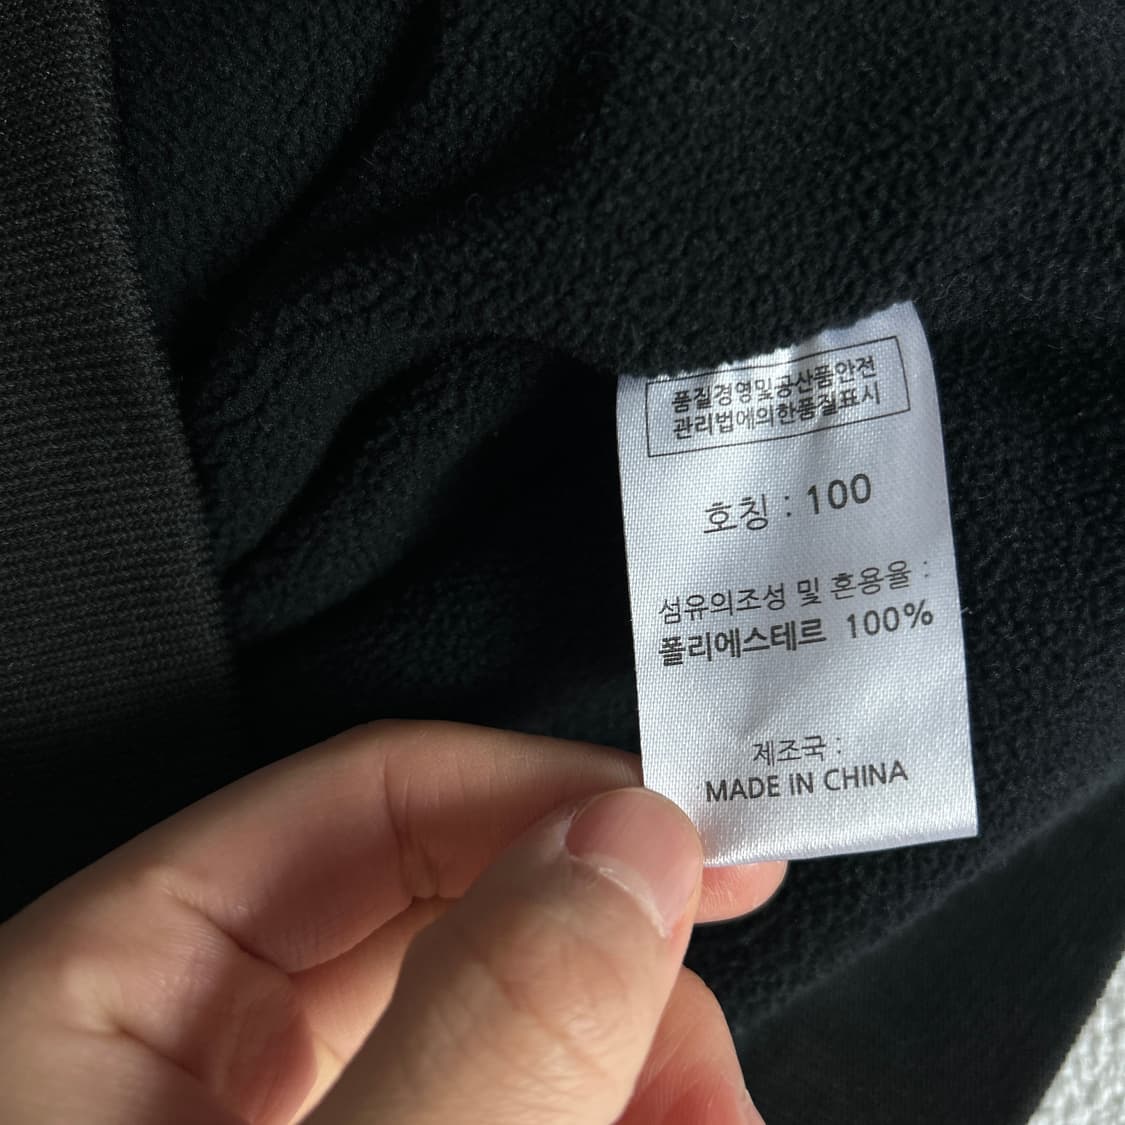 품질경영및공산품안전
관리법에의한품질표시
호칭 : 100
섬유의조성 및 혼용율 :
폴리에스테르 100%
제조국 :
MADE IN CHINA